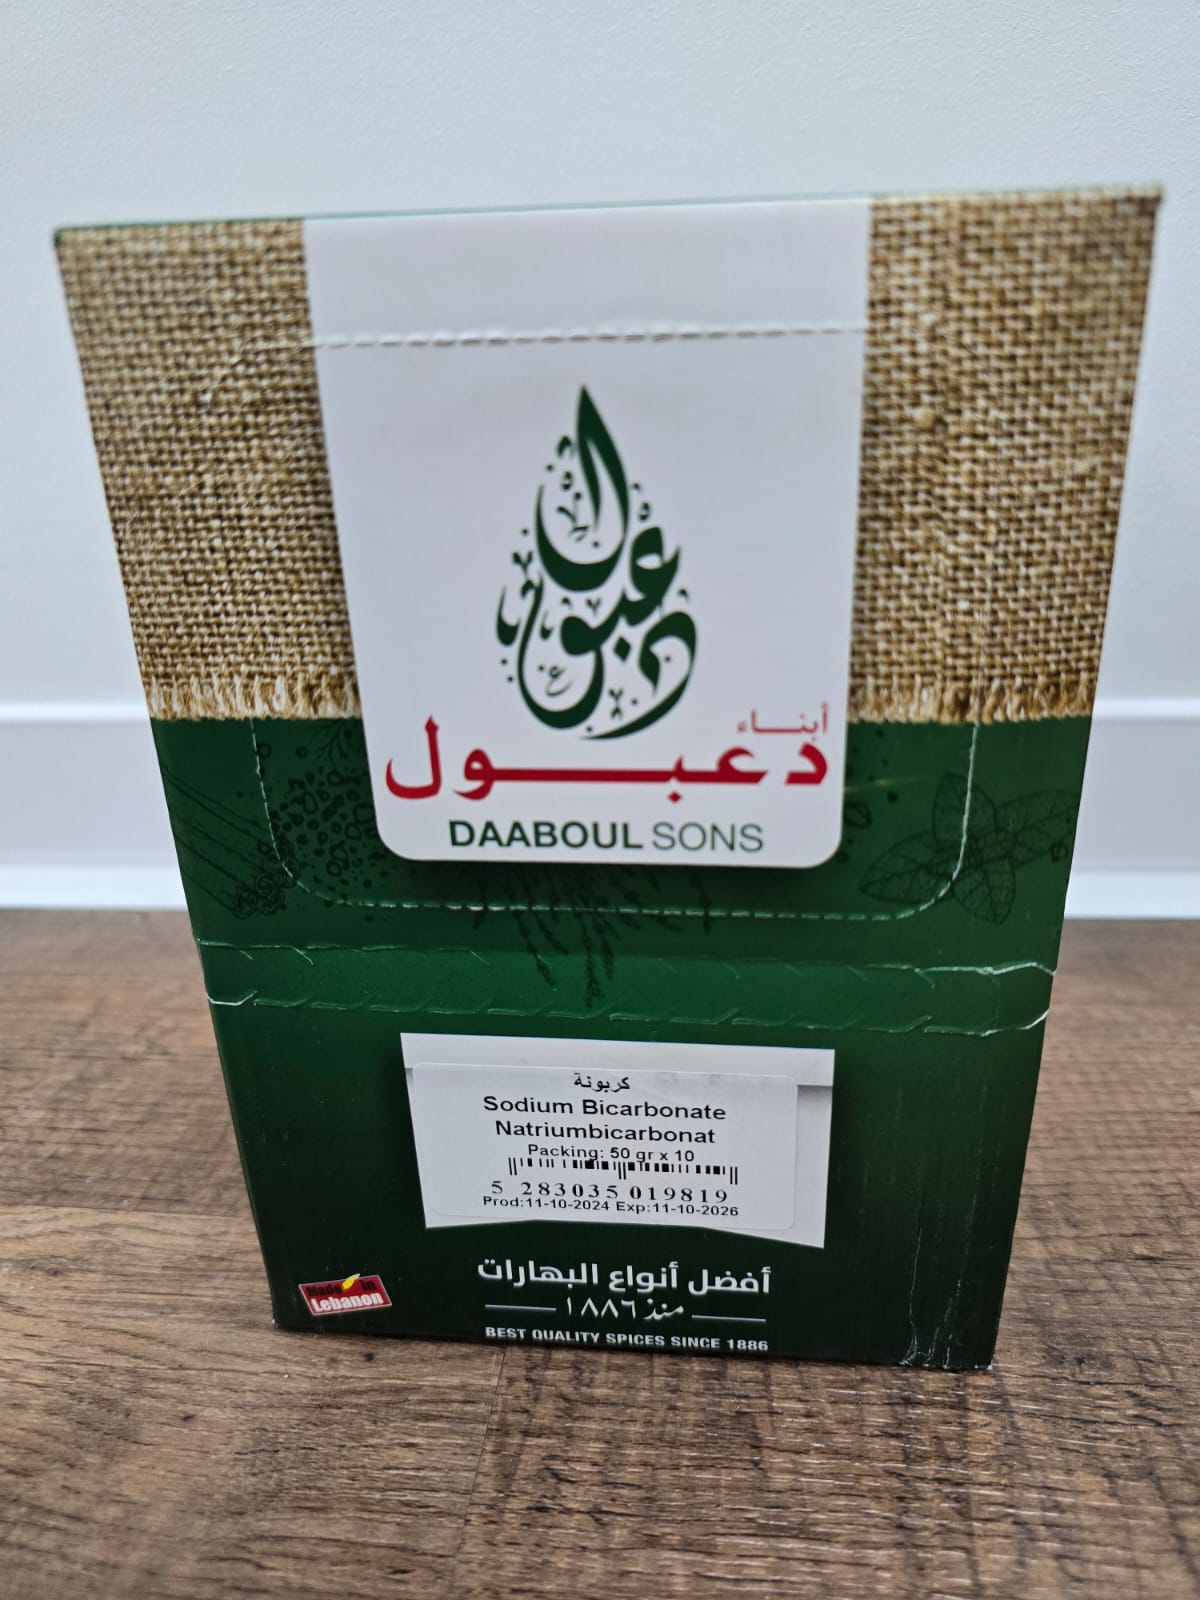 دعبول
أبناء
دعبول
DAABOUL SONS
كربونة
Sodium Bicarbonate
Natriumbicarbonat
Packing: 50 gr x 10
5 283035 019819
Prod:11-10-2024 Exp:11-10-2026
Made in
Lebanon
أفضل أنواع البهارات
منذ ١٨٨٦
BEST QUALITY SPICES SINCE 1886